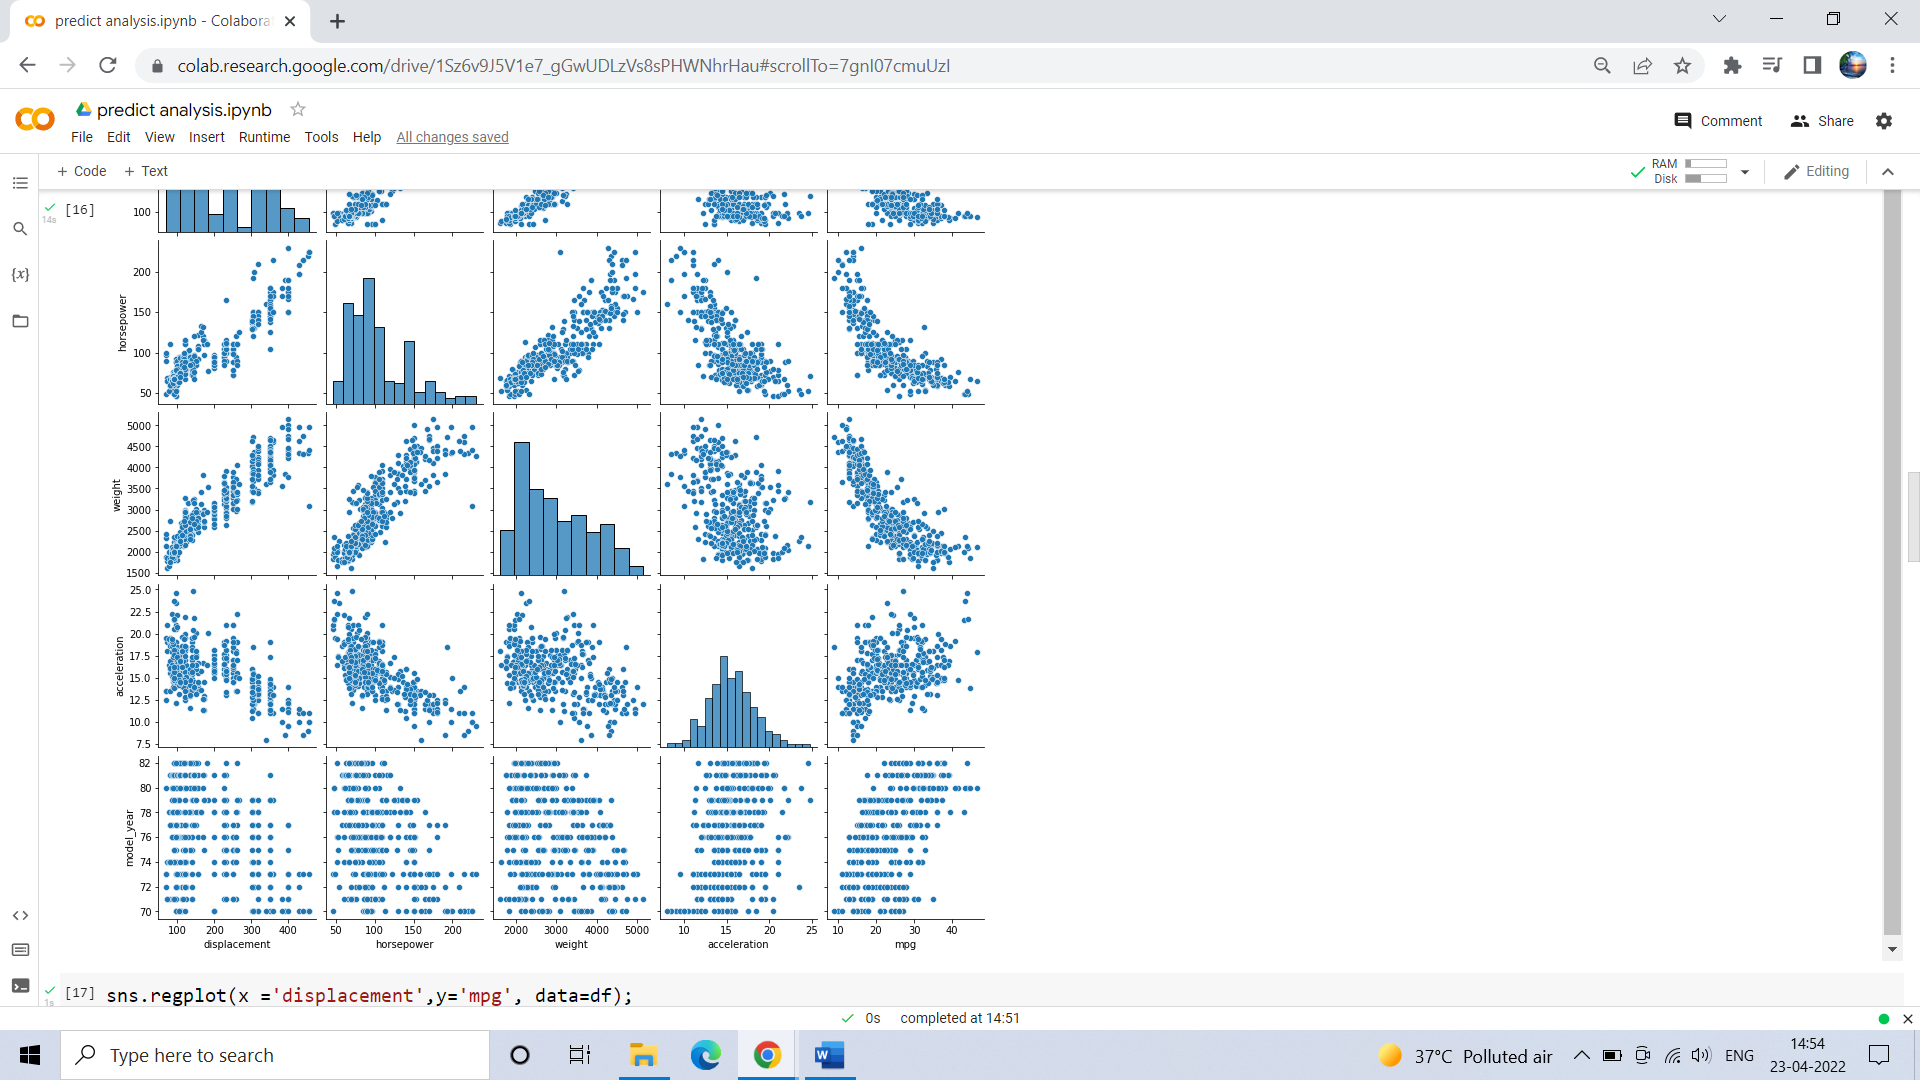 predict analysis.ipynb - Colabora
colab.research.google.com/drive/1Sz6v9J5V1e7_gGwUDLzVs8sPHWNhrHau#scrollTo=7gnI07cmuUzI
predict analysis.ipynb
Comment Share
File Edit View Insert Runtime Tools Help All changes saved
+ Code + Text
RAM
Disk
Editing
[16]
14s
100
200
150
100
50
horsepower
5000
4500
4000
3500
3000
2500
2000
1500
weight
25.0
22.5
20.0
17.5
15.0
12.5
10.0
7.5
acceleration
82
80
78
76
74
72
70
model_year
100 200 300 400 50 100 150 200 2000 3000 4000 5000 10 15 20 25 10 20 30 40
displacement horsepower weight acceleration mpg
[17] sns.regplot(x ='displacement',y='mpg', data=df);
1s
0s completed at 14:51
Type here to search
37°C Polluted air
ENG
14:54
23-04-2022